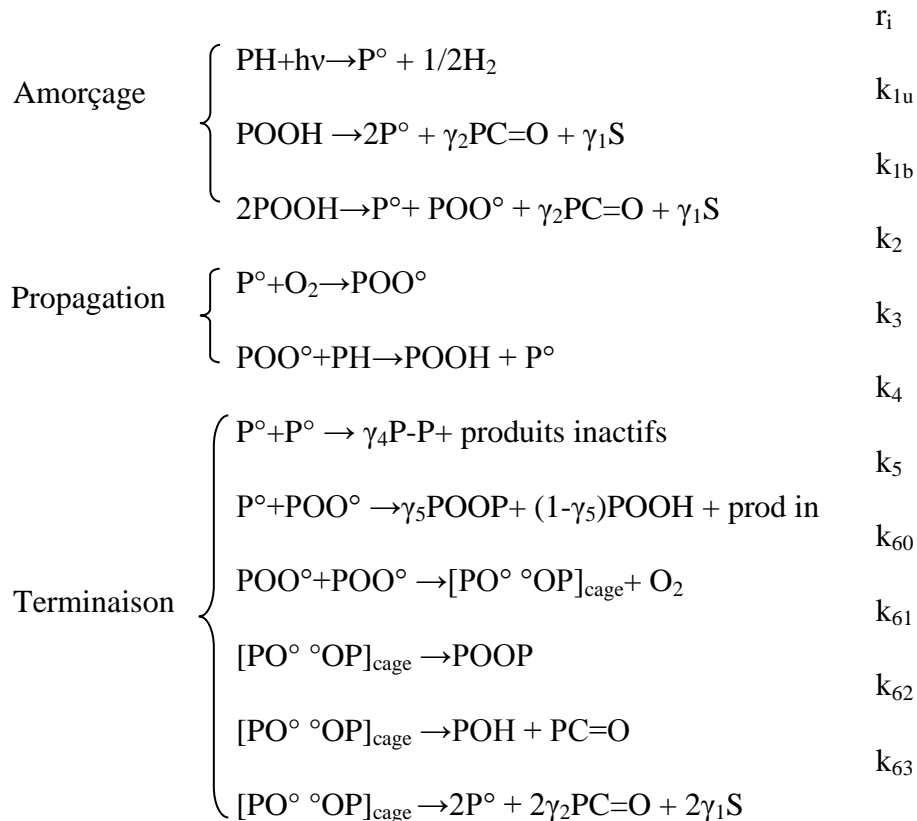 rᵢ
PH+hν→P° + 1/2H₂
Amorçage
k₁ᵤ
POOH →2P° + γ₂PC=O + γ₁S
k₁b
2POOH→P°+ POO° + γ₂PC=O + γ₁S
k₂
P°+O₂→POO°
Propagation
k₃
POO°+PH→POOH + P°
k₄
P°+P° → γ₄P-P+ produits inactifs
k₅
P°+POO° →γ₅POOP+ (1-γ₅)POOH + prod in
k₆₀
POO°+POO° →[PO° °OP]cage+ O₂
Terminaison
k₆₁
[PO° °OP]cage →POOP
k₆₂
[PO° °OP]cage →POH + PC=O
k₆₃
[PO° °OP]cage →2P° + 2γ₂PC=O + 2γ₁S